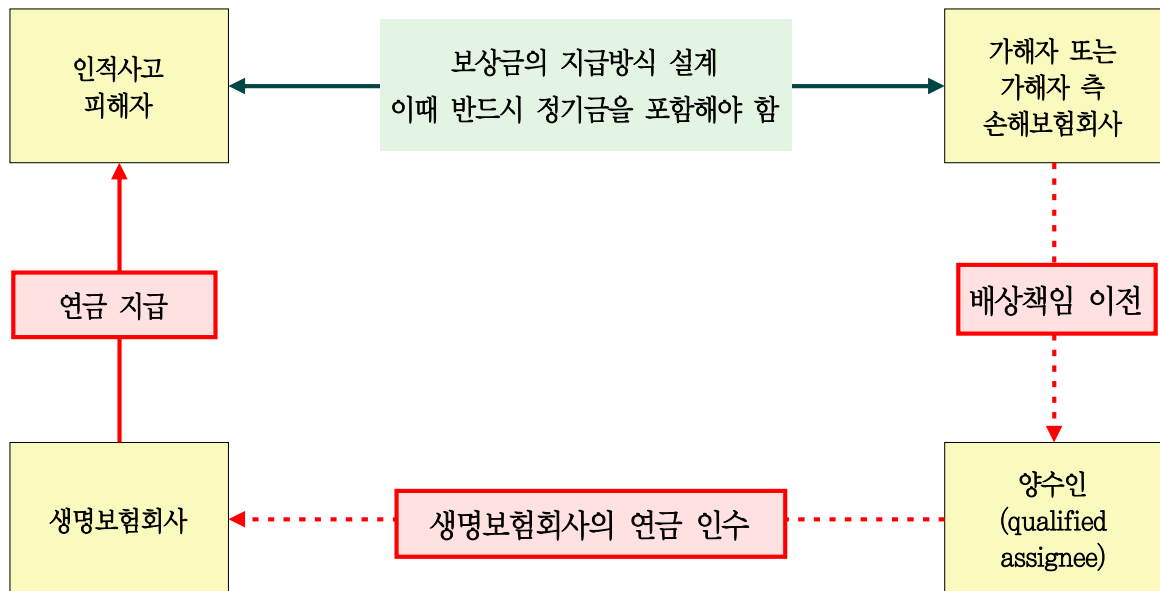 인적사고
피해자
보상금의 지급방식 설계
이때 반드시 정기금을 포함해야 함
가해자 또는
가해자 측
손해보험회사
연금 지급
배상책임 이전
생명보험회사
생명보험회사의 연금 인수
양수인
(qualified
assignee)